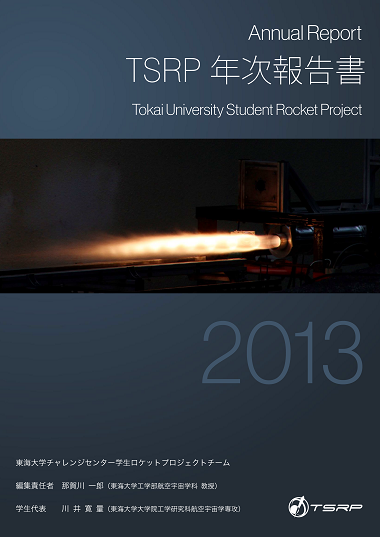 Annual Report
TSRP 年次報告書
Tokai University Student Rocket Project
2013
東海大学チャレンジセンター学生ロケットプロジェクトチーム
編集責任者 那賀川 一郎（東海大学工学部航空宇宙学科 教授）
学生代表 川 井 寛 量（東海大学大学院工学研究科航空宇宙学専攻）
TSRP